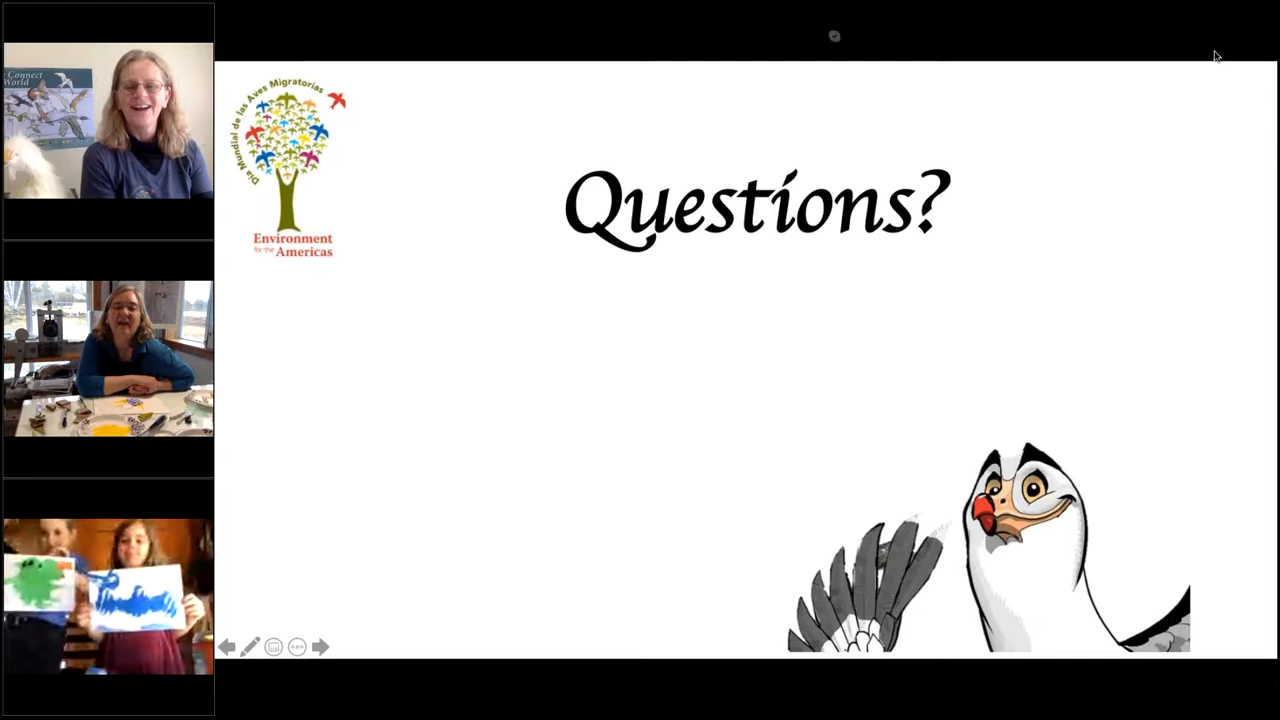 Connect
World
Día Mundial de las Aves Migratorias
Environment
for the Americas
Questions?